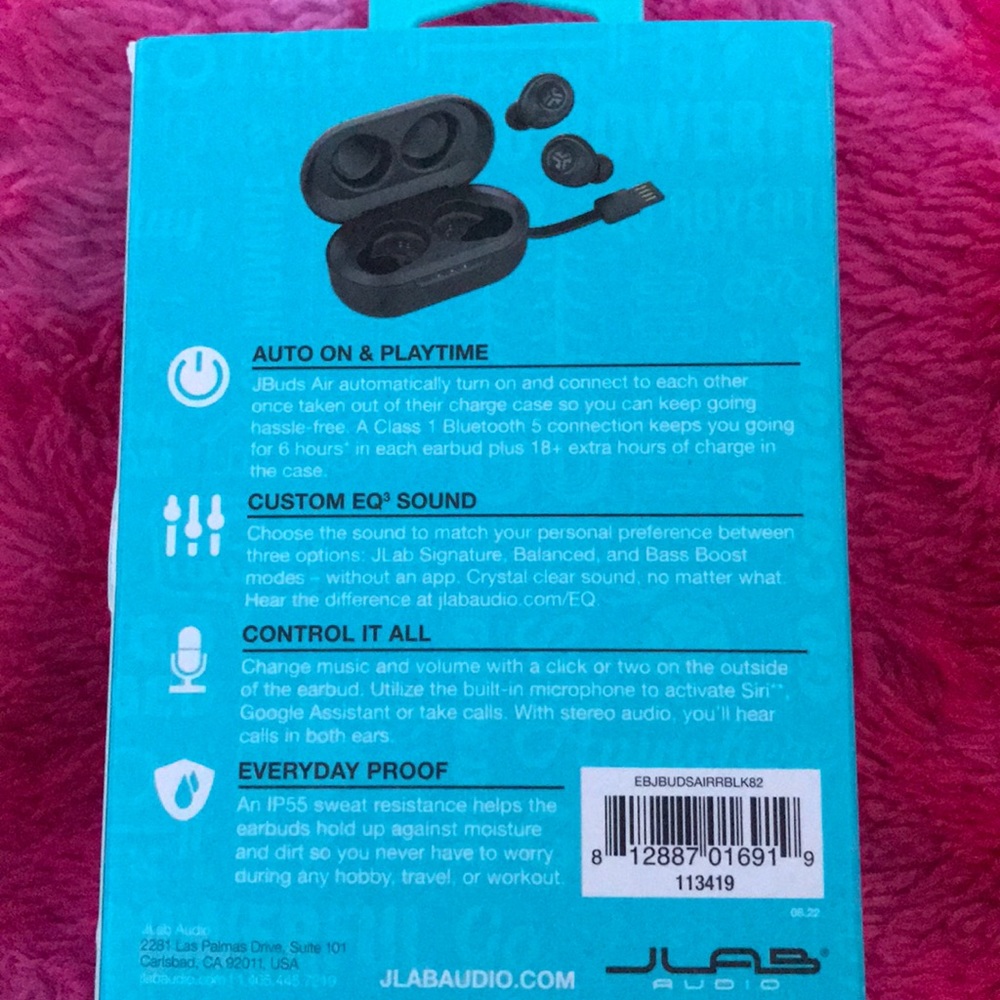 AUTO ON & PLAYTIME
JBuds Air automatically turn on and connect to each other
once taken out of their charge case so you can keep going
hassle-free. A Class 1 Bluetooth 5 connection keeps you going
for 6 hours* in each earbud plus 18+ extra hours of charge in
the case.
CUSTOM EQ³ SOUND
Choose the sound to match your personal preference between
three options: JLab Signature, Balanced, and Bass Boost
modes – without an app. Crystal clear sound, no matter what.
Hear the difference at jlabaudio.com/EQ
CONTROL IT ALL
Change music and volume with a click or two on the outside
of the earbud. Utilize the built-in microphone to activate Siri**,
Google Assistant or take calls. With stereo audio, you'll hear
calls in both ears.
EVERYDAY PROOF
An IP55 sweat resistance helps the
earbuds hold up against moisture
and dirt so you never have to worry
during any hobby, travel, or workout.
EBJBUDSAIRRBLK82
8 12887 01691 9
113419
08.22
JLab Audio
2281 Las Palmas Drive, Suite 101
Carlsbad, CA 92011, USA
jlabaudio.com
JLABAUDIO.COM
JLAB®
AUDIO